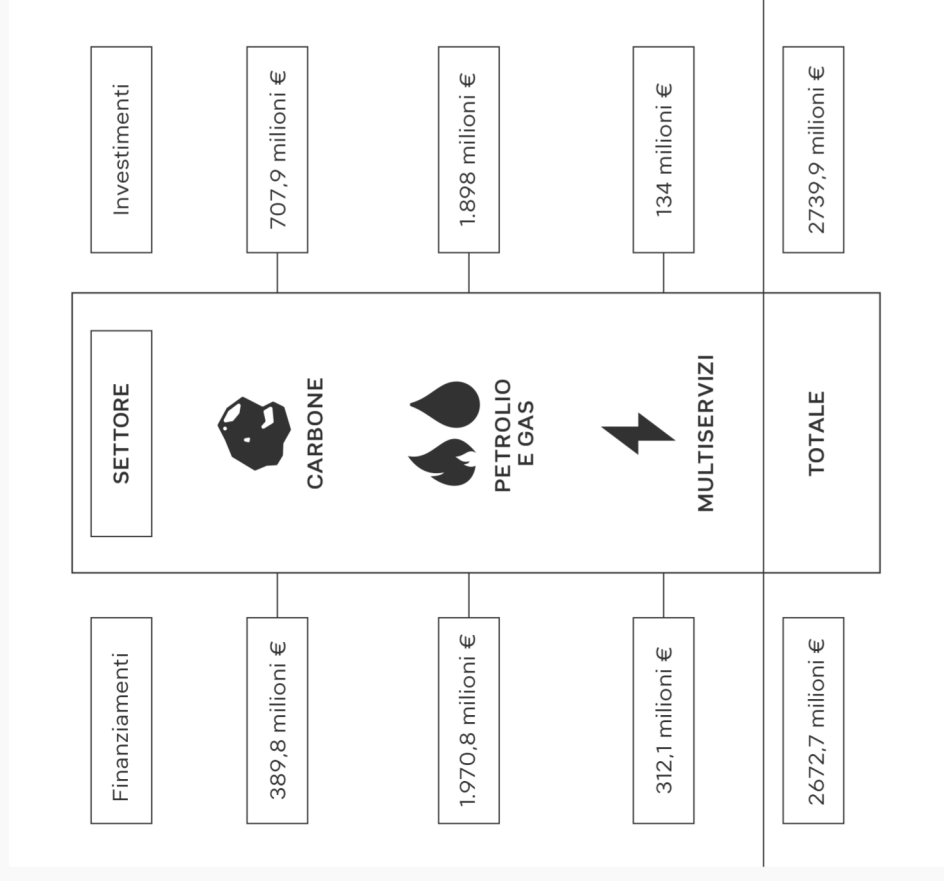 Finanziamenti
SETTORE
Investimenti
389,8 milioni €
CARBONE
707,9 milioni €
1.970,8 milioni €
PETROLIO
E GAS
1.898 milioni €
312,1 milioni €
MULTISERVIZI
134 milioni €
2672,7 milioni €
TOTALE
2739,9 milioni €